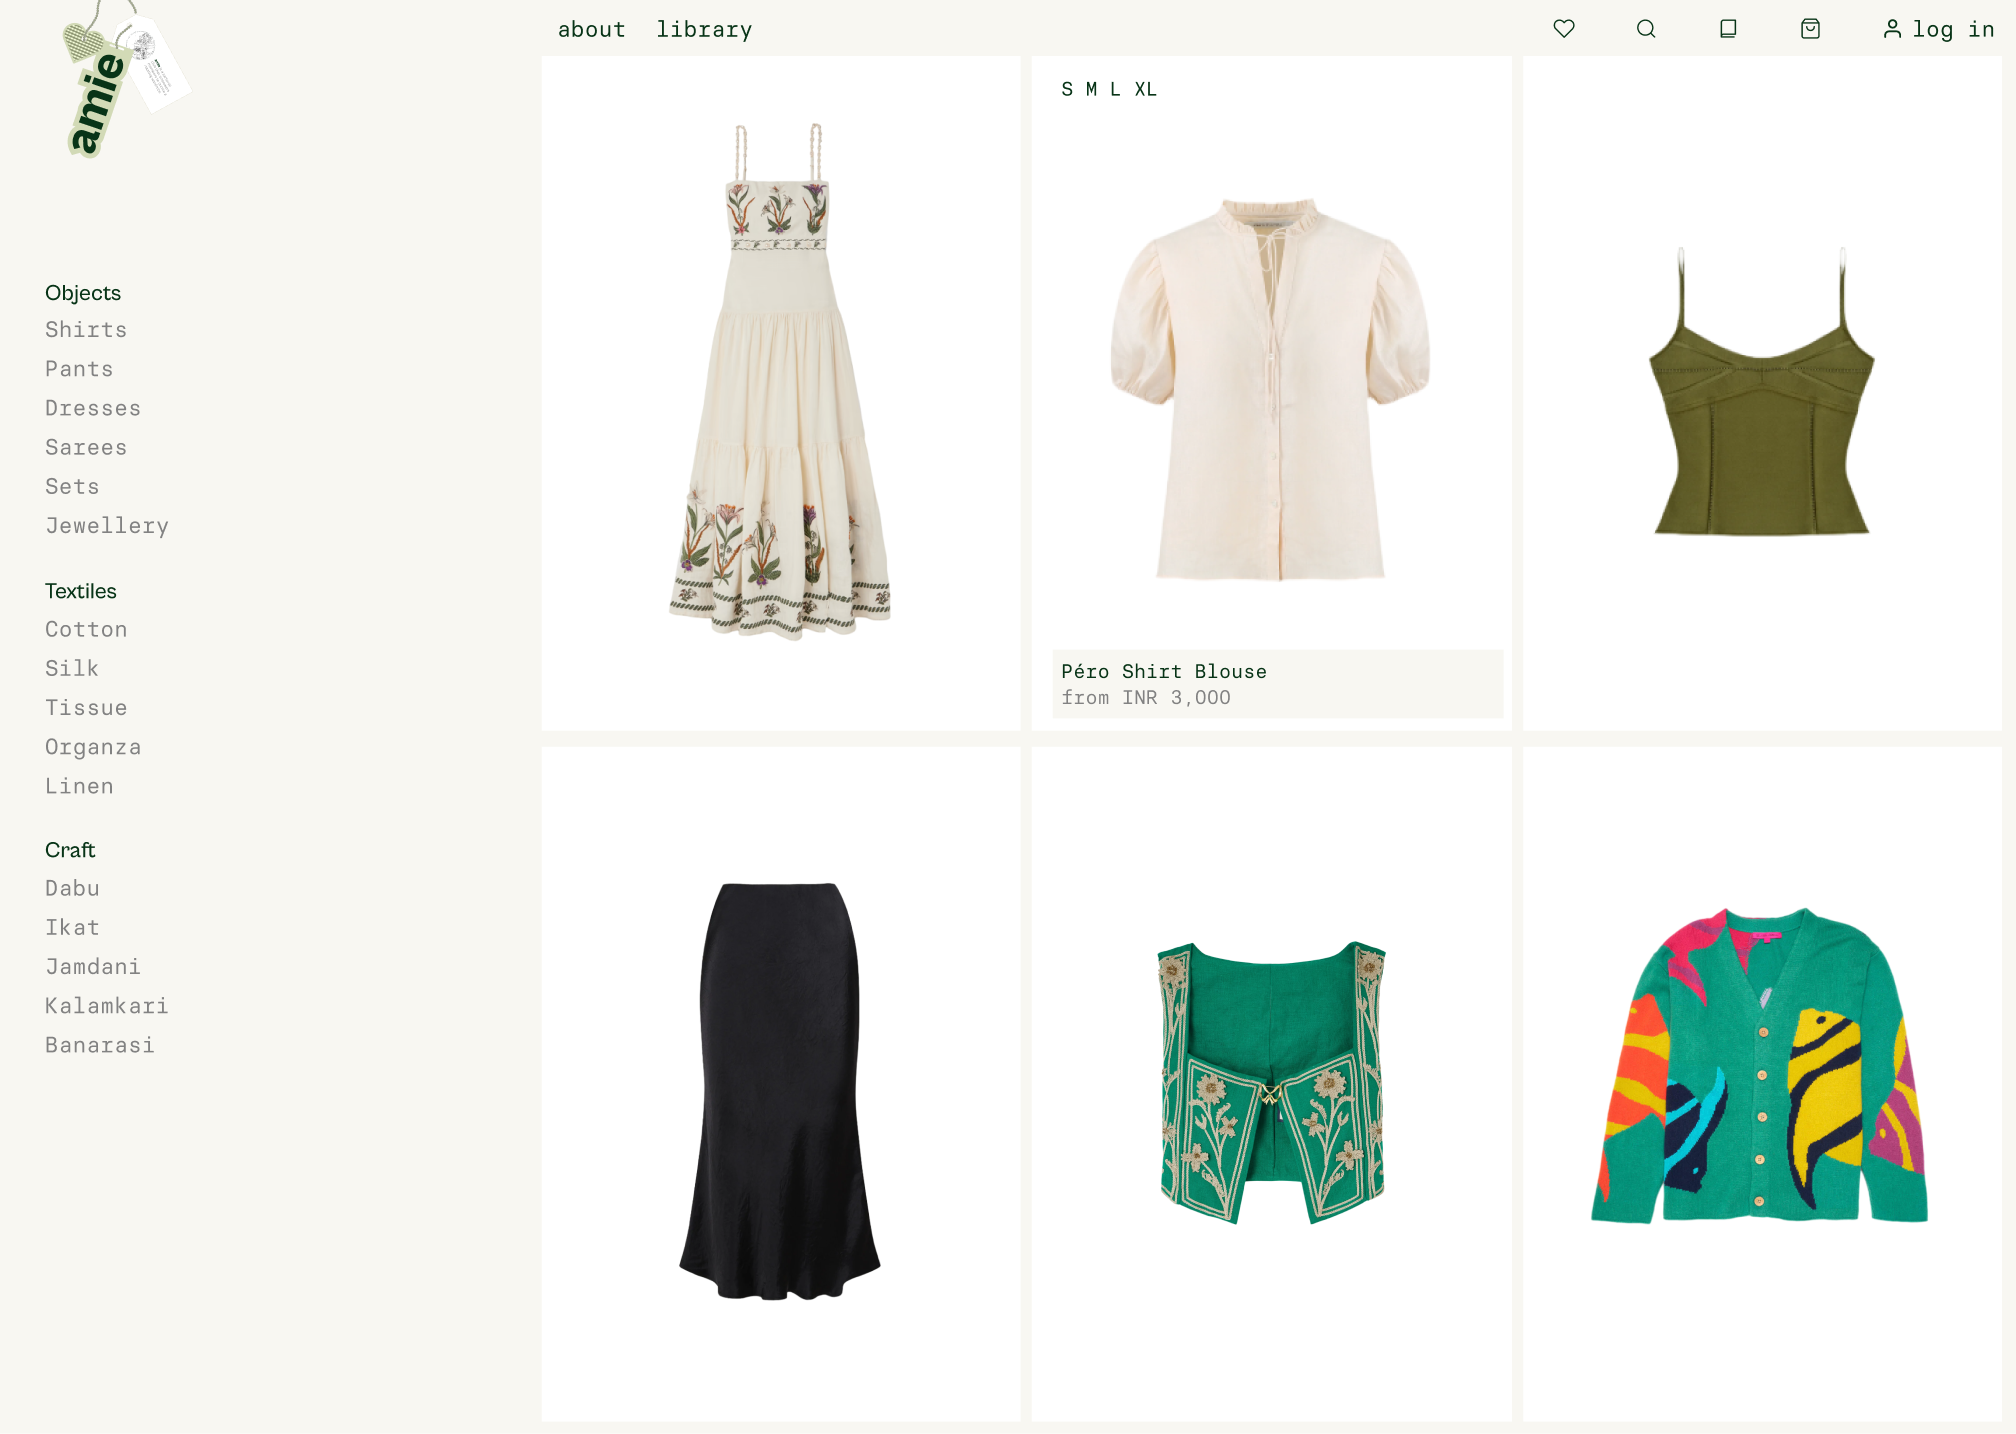 amie
about library
log in
Objects
Shirts
Pants
Dresses
Sarees
Sets
Jewellery
Textiles
Cotton
Silk
Tissue
Organza
Linen
Craft
Dabu
Ikat
Jamdani
Kalamkari
Banarasi
S M L XL
Péro Shirt Blouse
from INR 3,000